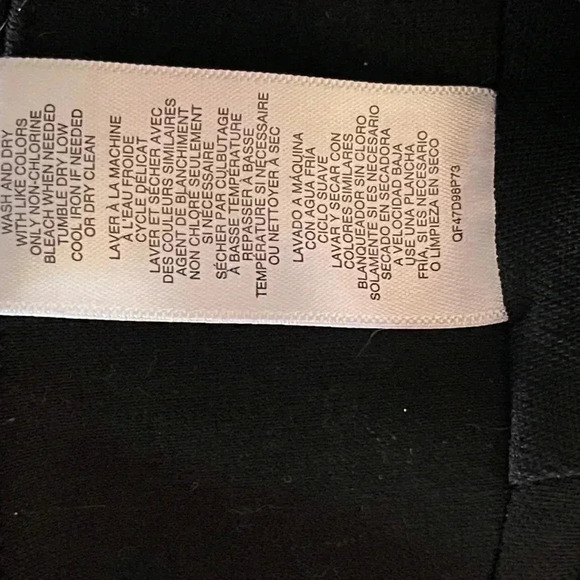 WASH AND DRY
WITH LIKE COLORS
ONLY NON-CHLORINE
BLEACH WHEN NEEDED
TUMBLE DRY LOW
COOL IRON IF NEEDED
OR DRY CLEAN
LAVER À LA MACHINE
A L'EAU FROIDE
CYCLE DÉLICAT
LAVER ET SÉCHER AVEC
DES COULEURS SIMILAIRES
AGENT DE BLANCHIMENT
NON CHLORÉ SEULEMENT
SI NÉCESSAIRE
SÉCHER PAR CULBUTAGE
À BASSE TEMPÉRATURE
REPASSER À BASSE
TEMPÉRATURE SI NÉCESSAIRE
OU NETTOYER À SEC
LAVADO A MÁQUINA
CON AGUA FRÍA
CICLO SUAVE
LAVAR Y SECAR CON
COLORES SIMILARES
BLANQUEADOR SIN CLORO
SOLAMENTE SI ES NECESARIO
SECADO EN SECADORA
A VELOCIDAD BAJA
USE UNA PLANCHA
FRÍA, SI ES NECESARIO
O LIMPIEZA EN SECO
QF47D98P73